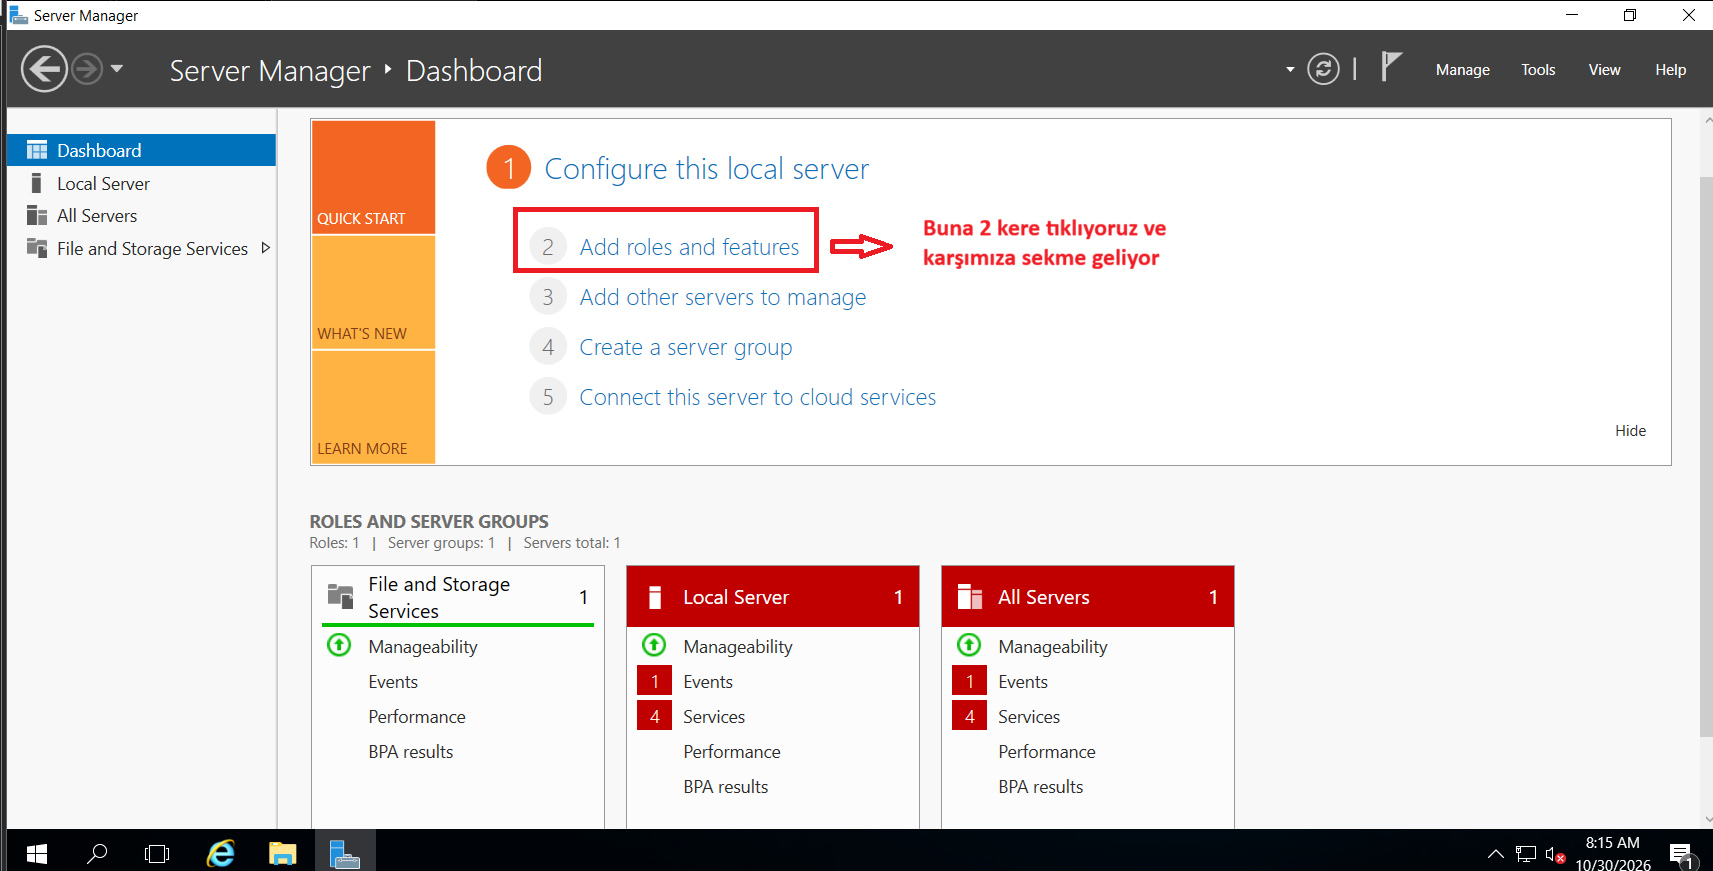 Server Manager
Server Manager Dashboard
Manage Tools View Help
Dashboard
Local Server
All Servers
File and Storage Services
QUICK START
WHAT'S NEW
LEARN MORE
1 Configure this local server
2 Add roles and features
3 Add other servers to manage
4 Create a server group
5 Connect this server to cloud services
Buna 2 kere tıklıyoruz ve
karşımıza sekme geliyor
Hide
ROLES AND SERVER GROUPS
Roles: 1 | Server groups: 1 | Servers total: 1
File and Storage
Services 1
Manageability
Events
Performance
BPA results
Local Server 1
Manageability
1 Events
4 Services
Performance
BPA results
All Servers 1
Manageability
1 Events
4 Services
Performance
BPA results
8:15 AM
10/30/2026
1